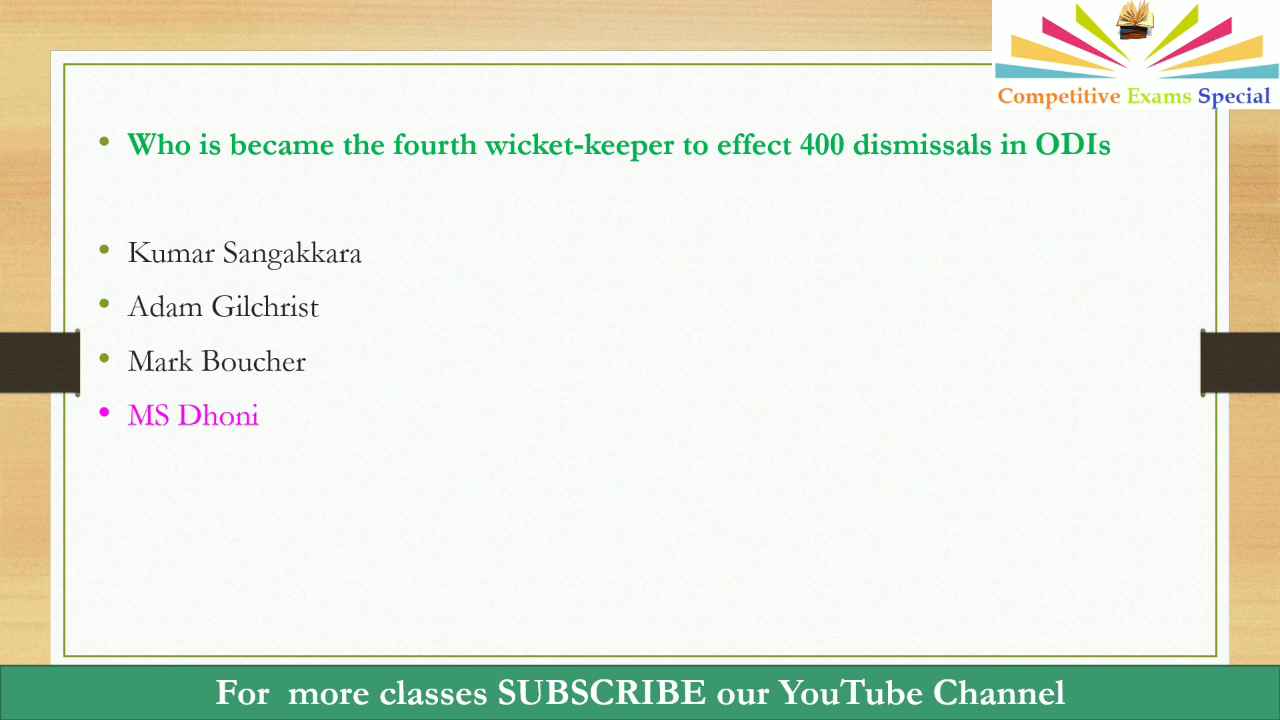 Competitive Exams Special
• Who is became the fourth wicket-keeper to effect 400 dismissals in ODIs
• Kumar Sangakkara
• Adam Gilchrist
• Mark Boucher
• MS Dhoni
For  more classes SUBSCRIBE our YouTube Channel